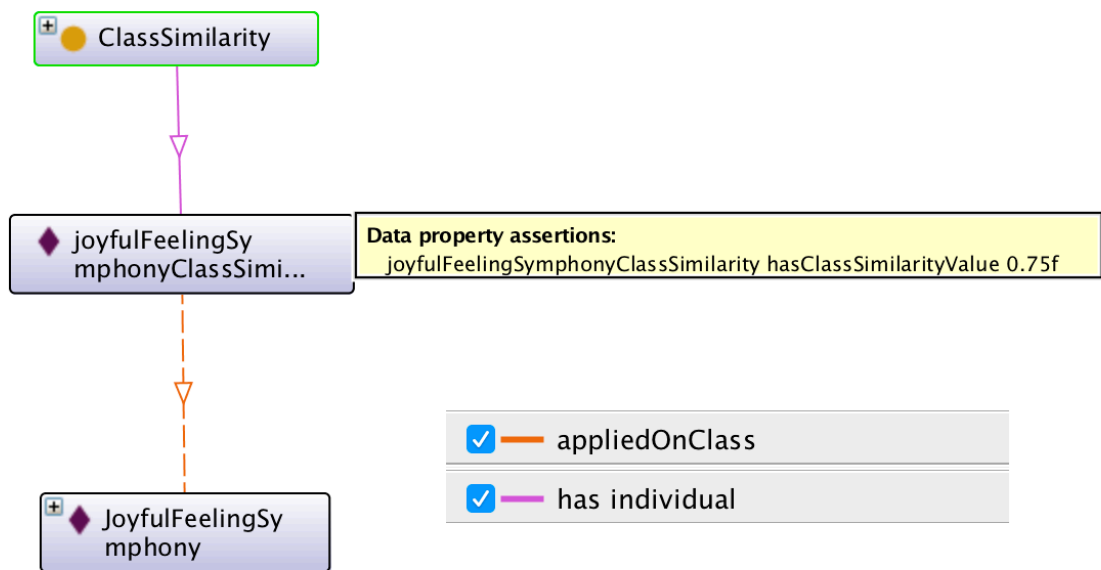 ClassSimilarity
joyfulFeelingSy
mphonyClassSimi...
Data property assertions:
joyfulFeelingSymphonyClassSimilarity hasClassSimilarityValue 0.75f
appliedOnClass
has individual
JoyfulFeelingSy
mphony